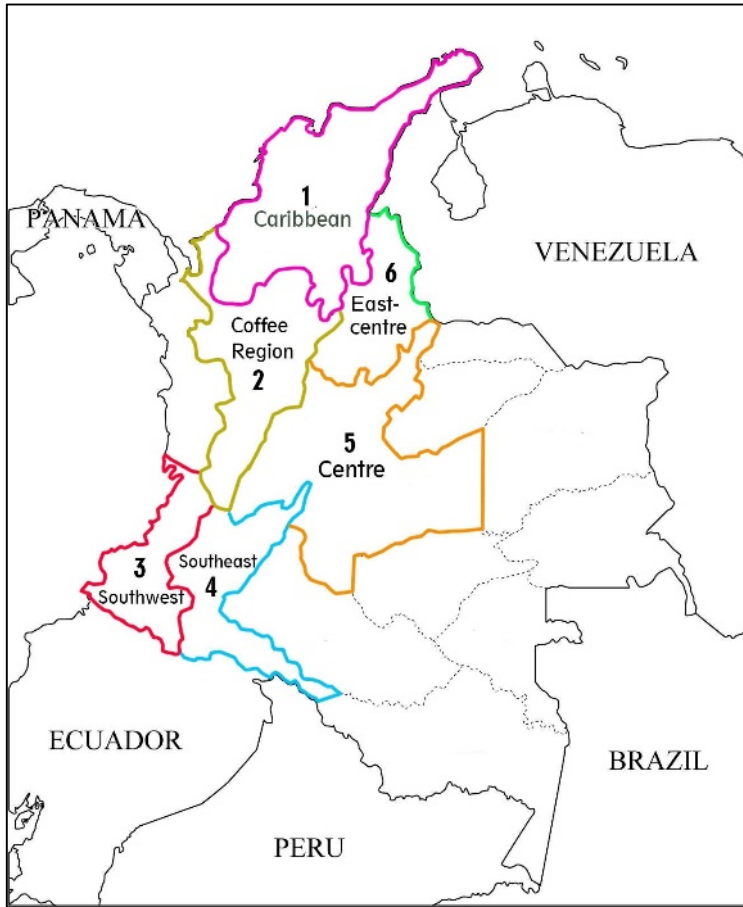 PANAMA
1
Caribbean
VENEZUELA
6
East-
centre
Coffee
Region
2
5
Centre
3
Southwest
Southeast
4
ECUADOR
BRAZIL
PERU